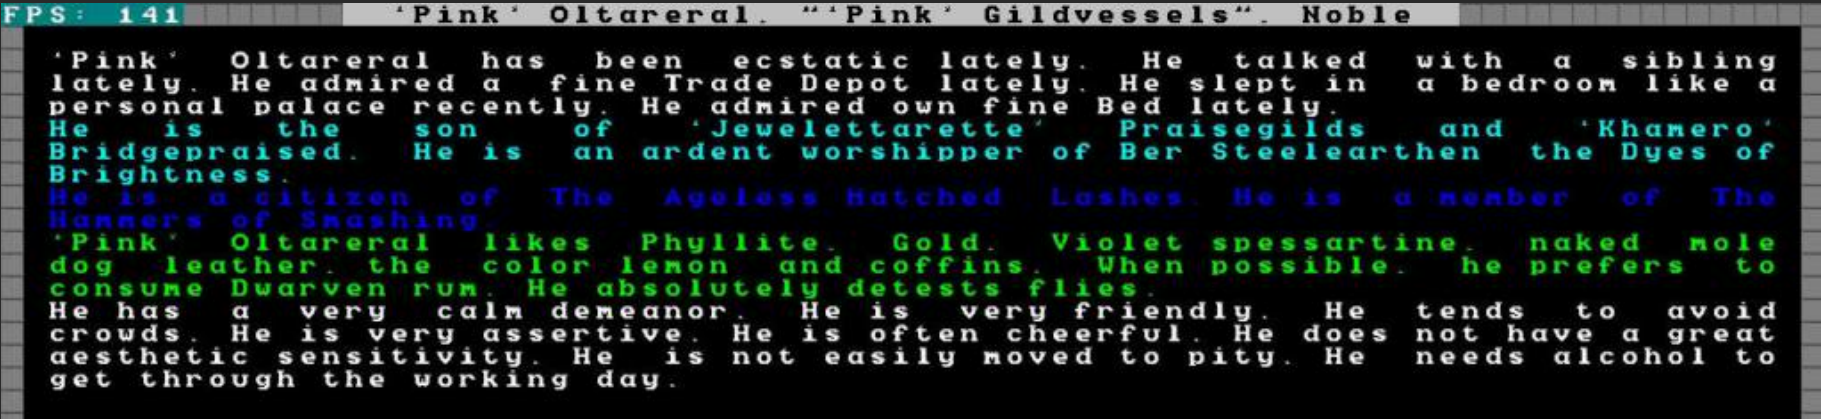 FPS: 141
'Pink' Oltareral, "'Pink' Gildvessels", Noble
'Pink' Oltareral has been ecstatic lately. He talked with a sibling
lately. He admired a fine Trade Depot lately. He slept in a bedroom like a
personal palace recently. He admired own fine Bed lately.
He is the son of 'Jewelettarette' Praisegilds and 'Khamero'
Bridgepraised. He is an ardent worshipper of Ber Steelearthen the Dyes of
Brightness.
He is a citizen of The Ageless Hatched Lashes. He is a member of The
Hammers of Smashing
'Pink' Oltareral likes Phyllite, Gold, Violet spessartine, naked mole
dog leather, the color lemon and coffins. When possible, he prefers to
consume Dwarven rum. He absolutely detests flies.
He has a very calm demeanor. He is very friendly. He tends to avoid
crowds. He is very assertive. He is often cheerful. He does not have a great
aesthetic sensitivity. He is not easily moved to pity. He needs alcohol to
get through the working day.